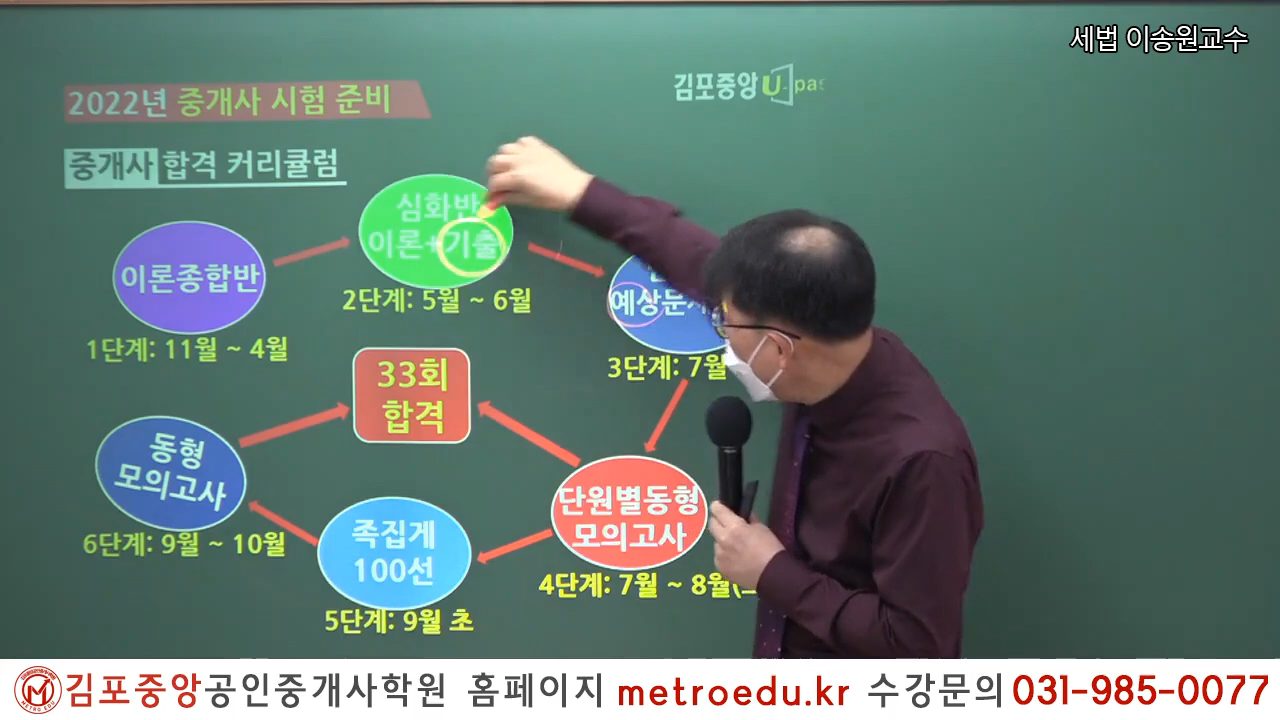 세법 이송원교수
김포중앙 U-pas
2022년 중개사 시험 준비
중개사 합격 커리큘럼
심화반
이론+기출
2단계: 5월 ~ 6월
이론종합반
1단계: 11월 ~ 4월
예상문제
3단계: 7월
33회
합격
동형
모의고사
6단계: 9월 ~ 10월
족집게
100선
5단계: 9월 초
단원별동형
모의고사
4단계: 7월 ~ 8월
METRO EDU
김포중앙공인중개사학원 홈페이지 metroedu.kr 수강문의 031-985-0077